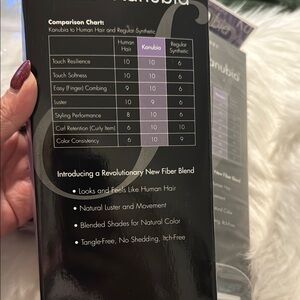 Kanubia
Comparison Chart:
Kanubia to Human Hair and Regular Synthetic
Human Hair Kanubia Regular Synthetic
Touch Resilience 10 10 6
Touch Softness 10 10 6
Easy (Finger) Combing 9 10 6
Luster 10 9 6
Styling Performance 8 10 6
Curl Retention (Curly Item) 6 10 10
Color Consistency 6 10 9
Introducing a Revolutionary New Fiber Blend
• Looks and Feels Like Human Hair
• Natural Luster and Movement
• Blended Shades for Natural Color
• Tangle-Free, No Shedding, Itch-Free